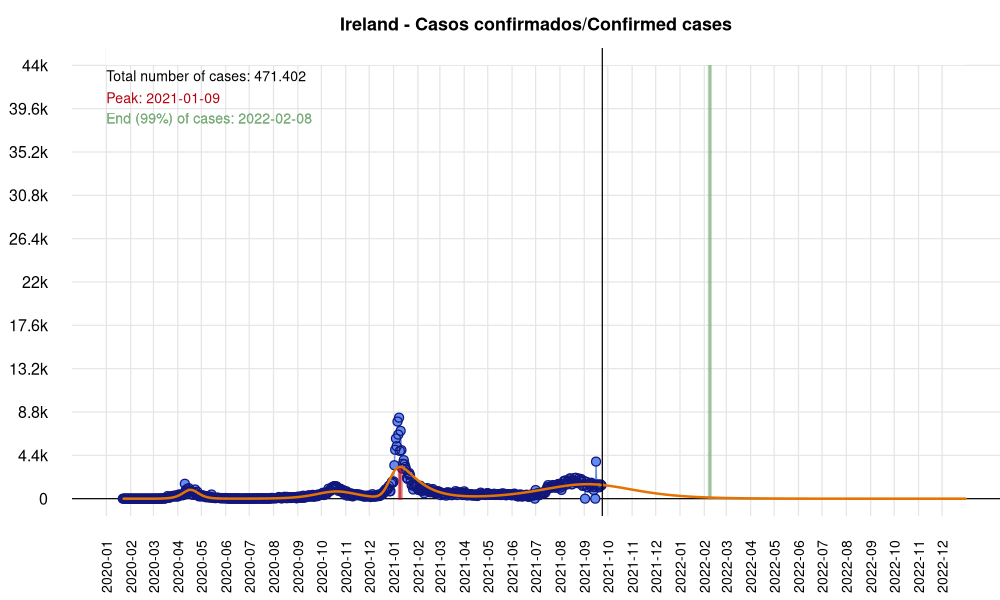 Ireland - Casos confirmados/Confirmed cases
Total number of cases: 471.402
Peak: 2021-01-09
End (99%) of cases: 2022-02-08
44k
39.6k
35.2k
30.8k
26.4k
22k
17.6k
13.2k
8.8k
4.4k
0
2020-01
2020-02
2020-03
2020-04
2020-05
2020-06
2020-07
2020-08
2020-09
2020-10
2020-11
2020-12
2021-01
2021-02
2021-03
2021-04
2021-05
2021-06
2021-07
2021-08
2021-09
2021-10
2021-11
2021-12
2022-01
2022-02
2022-03
2022-04
2022-05
2022-06
2022-07
2022-08
2022-09
2022-10
2022-11
2022-12